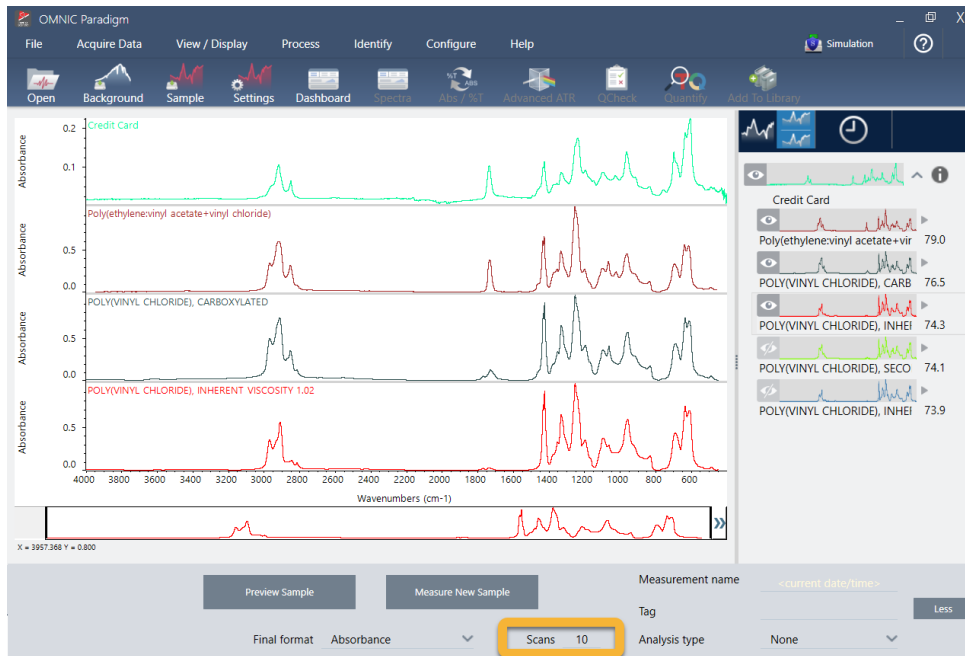 OMNIC Paradigm
File Acquire Data View / Display Process Identify Configure Help Simulation
Open Background Sample Settings Dashboard Spectra Abs / %T Advanced ATR QCheck Quantify Add To Library
%T ABS
Credit Card
Absorbance
0.2
0.1
Poly(ethylene:vinyl acetate+vinyl chloride)
Absorbance
0.5
0.0
POLY(VINYL CHLORIDE), CARBOXYLATED
Absorbance
0.5
0.0
POLY(VINYL CHLORIDE), INHERENT VISCOSITY 1.02
Absorbance
0.5
0.0
4000 3800 3600 3400 3200 3000 2800 2600 2400 2200 2000 1800 1600 1400 1200 1000 800 600
Wavenumbers (cm-1)
X = 3957.368 Y = 0.800
Credit Card
Poly(ethylene:vinyl acetate+vir 79.0
POLY(VINYL CHLORIDE), CARB 76.5
POLY(VINYL CHLORIDE), INHER 74.3
POLY(VINYL CHLORIDE), SECO 74.1
POLY(VINYL CHLORIDE), INHER 73.9
Preview Sample Measure New Sample
Measurement name <current date/time>
Tag
Less
Final format Absorbance Scans 10 Analysis type None